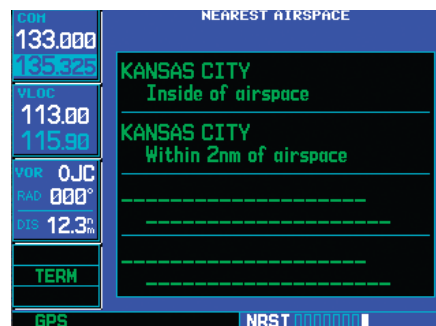 COM
133.000
135.325
VLOC
113.00
115.90
VOR OJC
RAD 000°
DIS 12.3nm
TERM
GPS
NEAREST AIRSPACE
KANSAS CITY
Inside of airspace
KANSAS CITY
Within 2nm of airspace
NRST